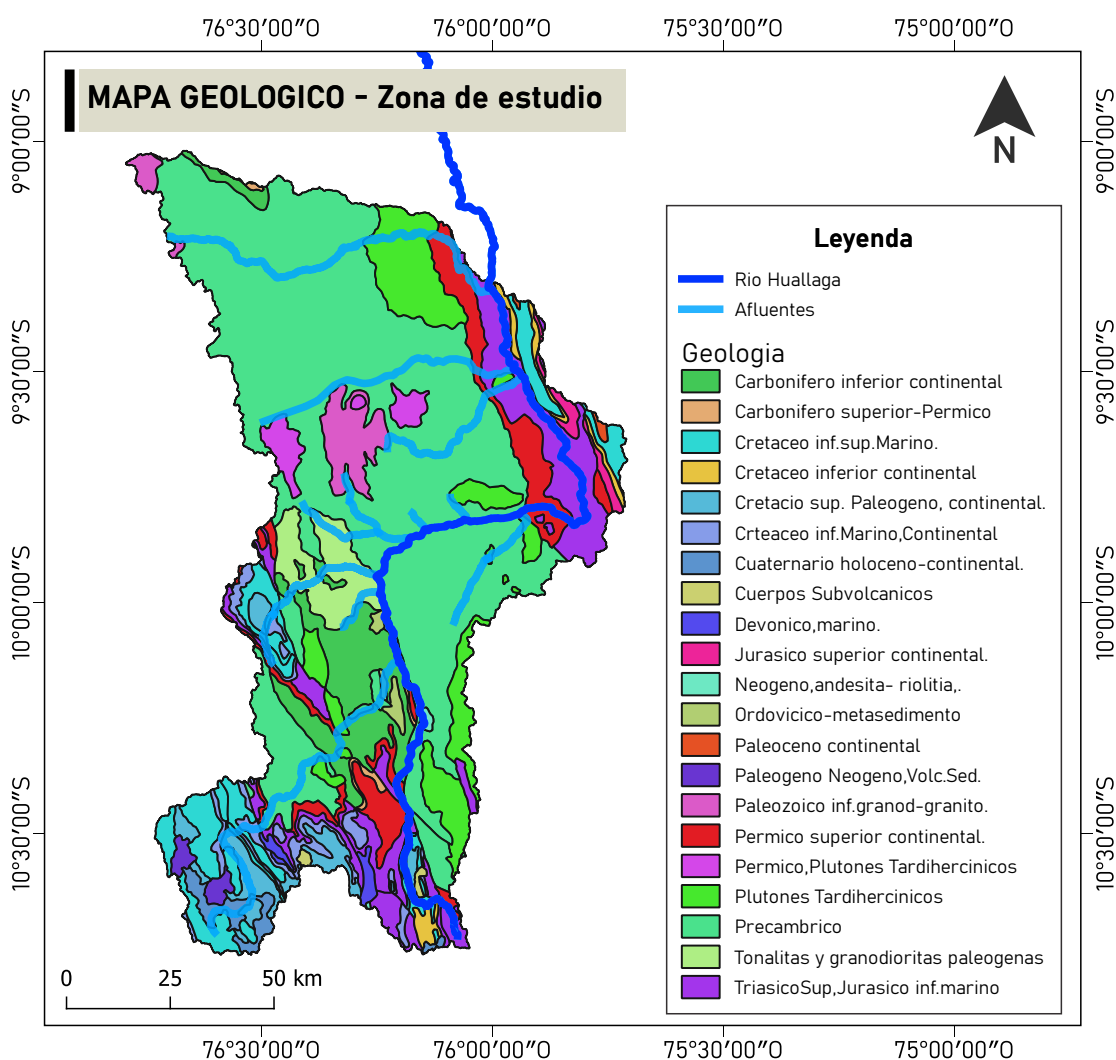 76°30′00″O 76°00′00″O 75°30′00″O 75°00′00″O
MAPA GEOLOGICO - Zona de estudio
N
9°00′00″S 9°00′00″S
9°30′00″S 9°30′00″S
10°00′00″S 10°00′00″S
10°30′00″S 10°30′00″S
Leyenda
Rio Huallaga
Afluentes
Geologia
Carbonifero inferior continental
Carbonifero superior-Permico
Cretaceo inf.sup.Marino.
Cretaceo inferior continental
Cretacio sup. Paleogeno, continental.
Crteaceo inf.Marino,Continental
Cuaternario holoceno-continental.
Cuerpos Subvolcanicos
Devonico,marino.
Jurasico superior continental.
Neogeno,andesita- riolitia,.
Ordovicico-metasedimento
Paleoceno continental
Paleogeno Neogeno,Volc.Sed.
Paleozoico inf.granod-granito.
Permico superior continental.
Permico,Plutones Tardihercinicos
Plutones Tardihercinicos
Precambrico
Tonalitas y granodioritas paleogenas
TriasicoSup,Jurasico inf.marino
0 25 50 km
76°30′00″O 76°00′00″O 75°30′00″O 75°00′00″O